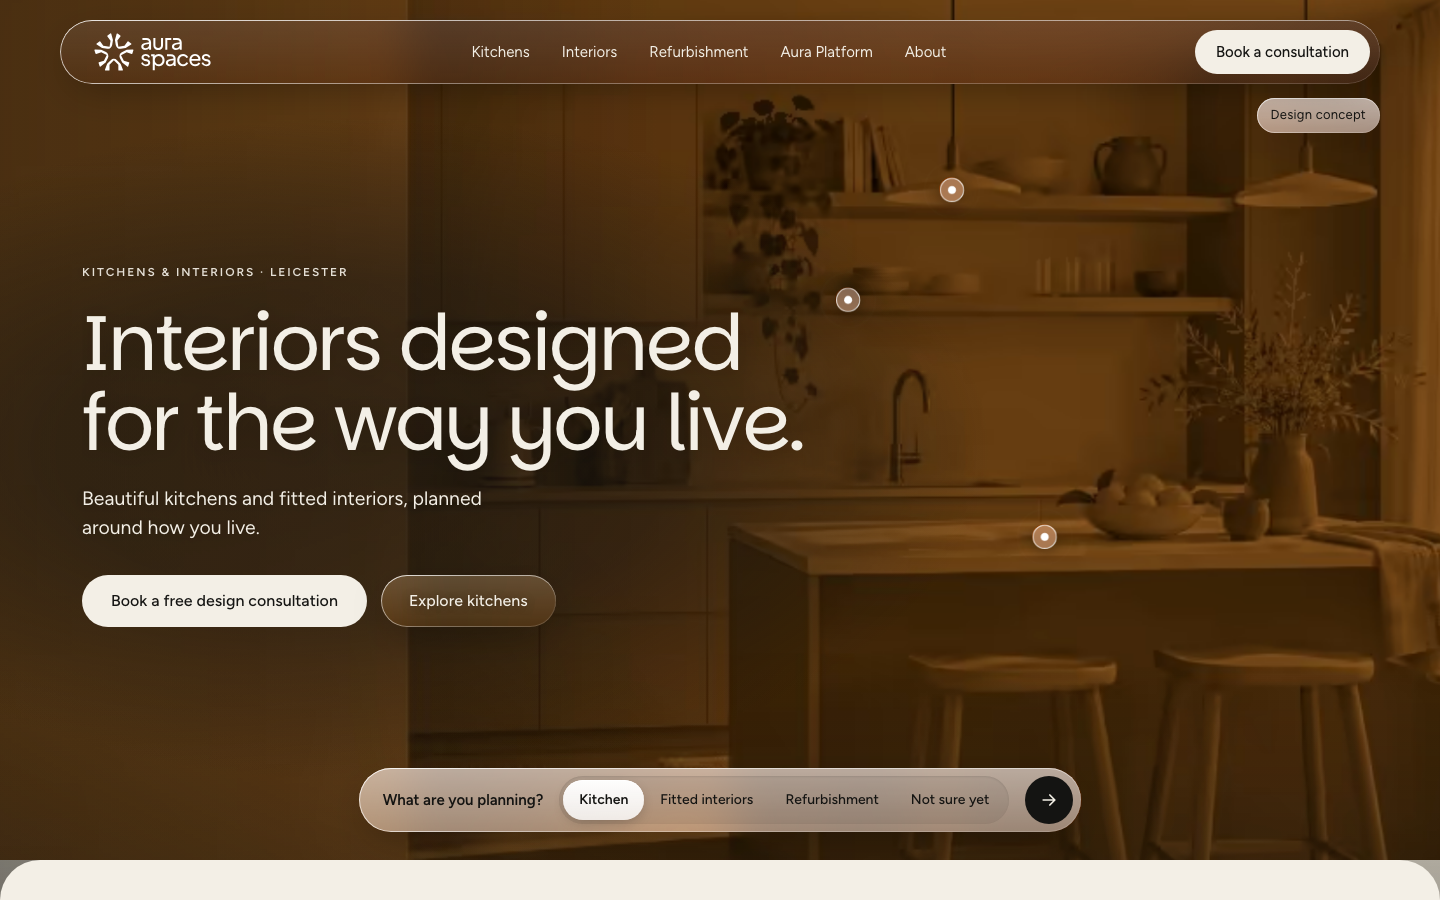 aura
spaces
Kitchens
Interiors
Refurbishment
Aura Platform
About
Book a consultation
Design concept
KITCHENS & INTERIORS · LEICESTER
Interiors designed
for the way you live.
Beautiful kitchens and fitted interiors, planned
around how you live.
Book a free design consultation
Explore kitchens
What are you planning?
Kitchen
Fitted interiors
Refurbishment
Not sure yet